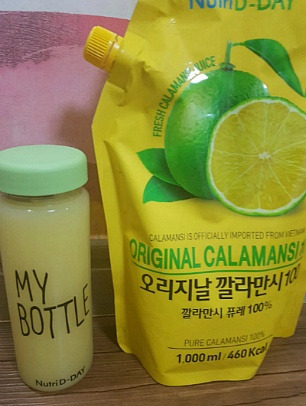 Nutri D-DAY
FRESH CALAMANSI JUICE
CALAMANSI IS OFFICIALLY IMPORTED FROM VIETNAM
ORIGINAL CALAMANSI
오리지날 깔라만시 100
깔라만시 퓨레 100%
PURE CALAMANSI 100%
1,000 ml / 460 Kcal
MY
BOTTLE
Nutri D-DAY